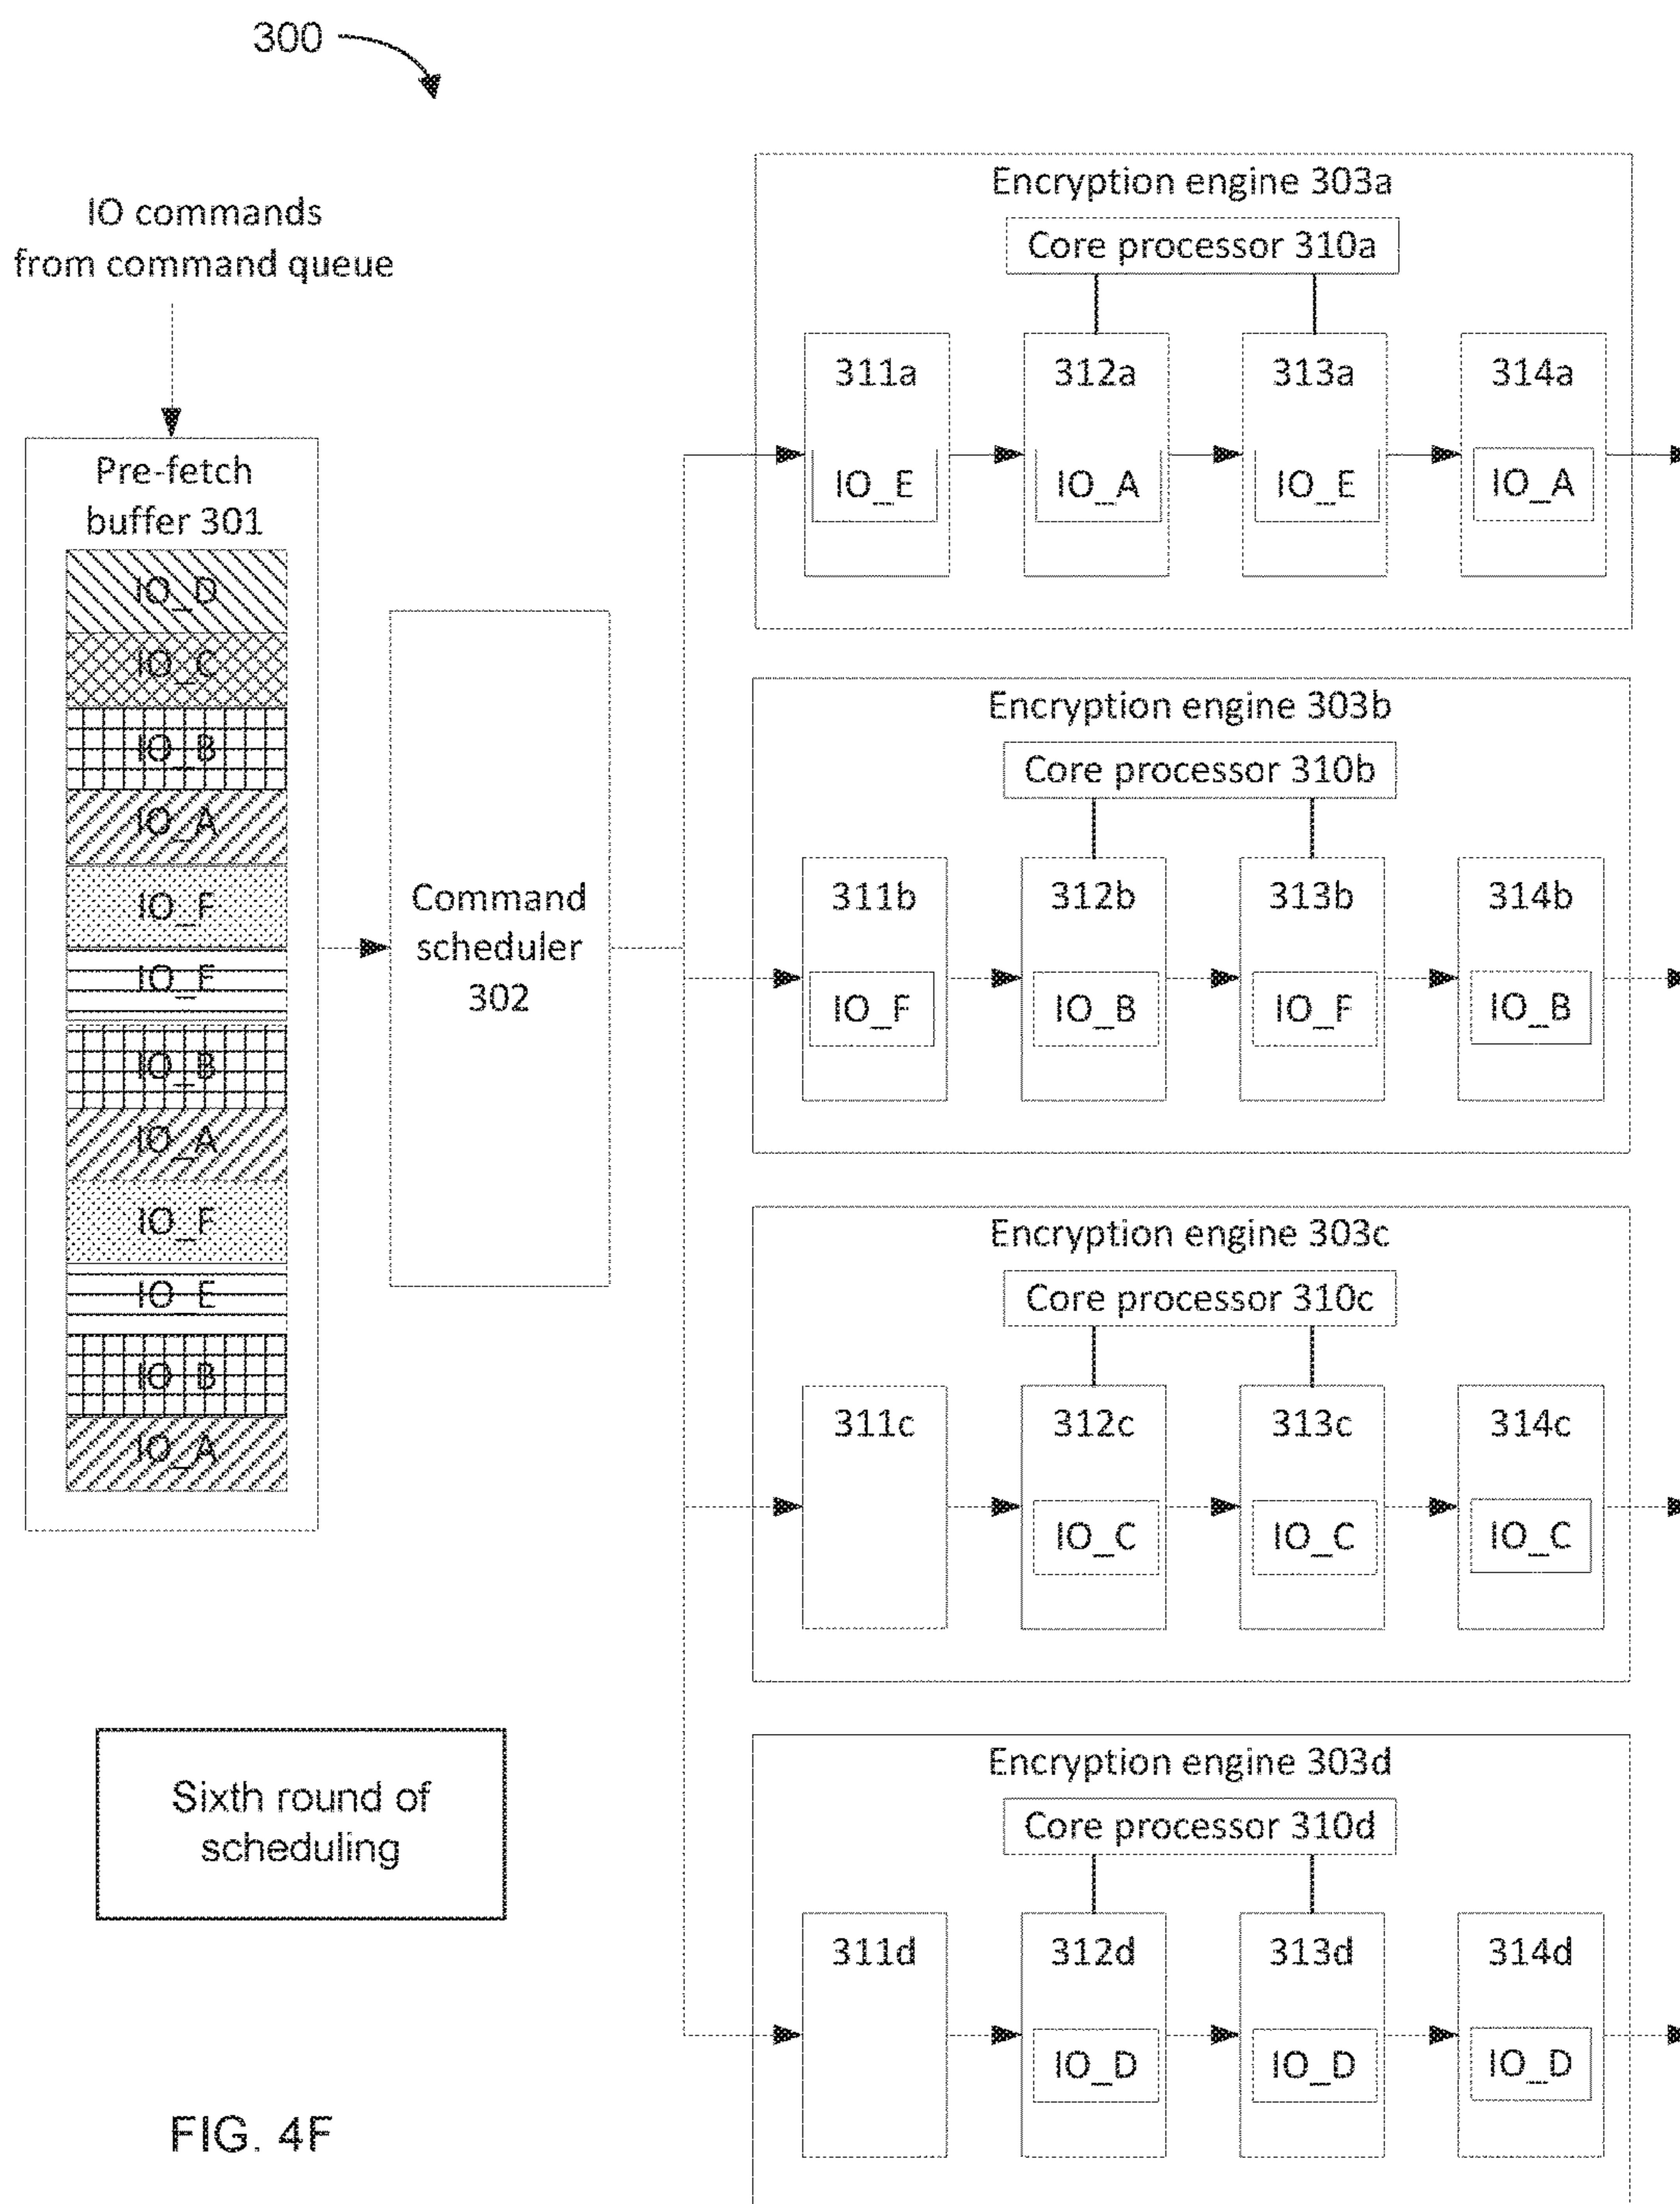 300
IO commands
from command queue
Pre-fetch
buffer 301
IO_D
IO_C
IO_B
IO_A
IO_F
IO_E
IO_B
IO_A
IO_F
IO_E
IO_B
IO_A
Command
scheduler
302
Encryption engine 303a
Core processor 310a
311a 312a 313a 314a
IO_E IO_A IO_E IO_A
Encryption engine 303b
Core processor 310b
311b 312b 313b 314b
IO_F IO_B IO_F IO_B
Encryption engine 303c
Core processor 310c
311c 312c 313c 314c
IO_C IO_C IO_C
Encryption engine 303d
Core processor 310d
311d 312d 313d 314d
IO_D IO_D IO_D
Sixth round of
scheduling
FIG. 4F